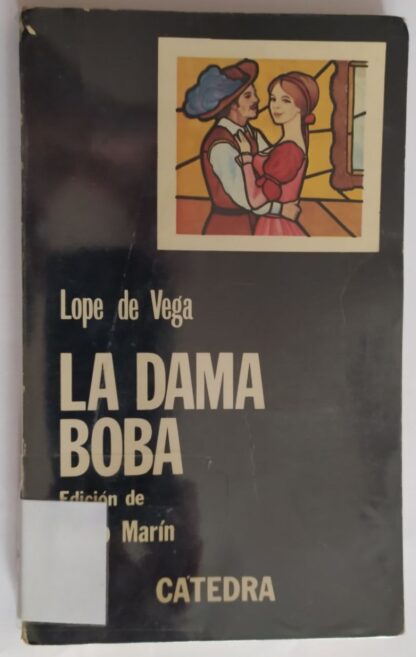 Lope de Vega
LA DAMA
BOBA
Edición de
Marín
CATEDRA